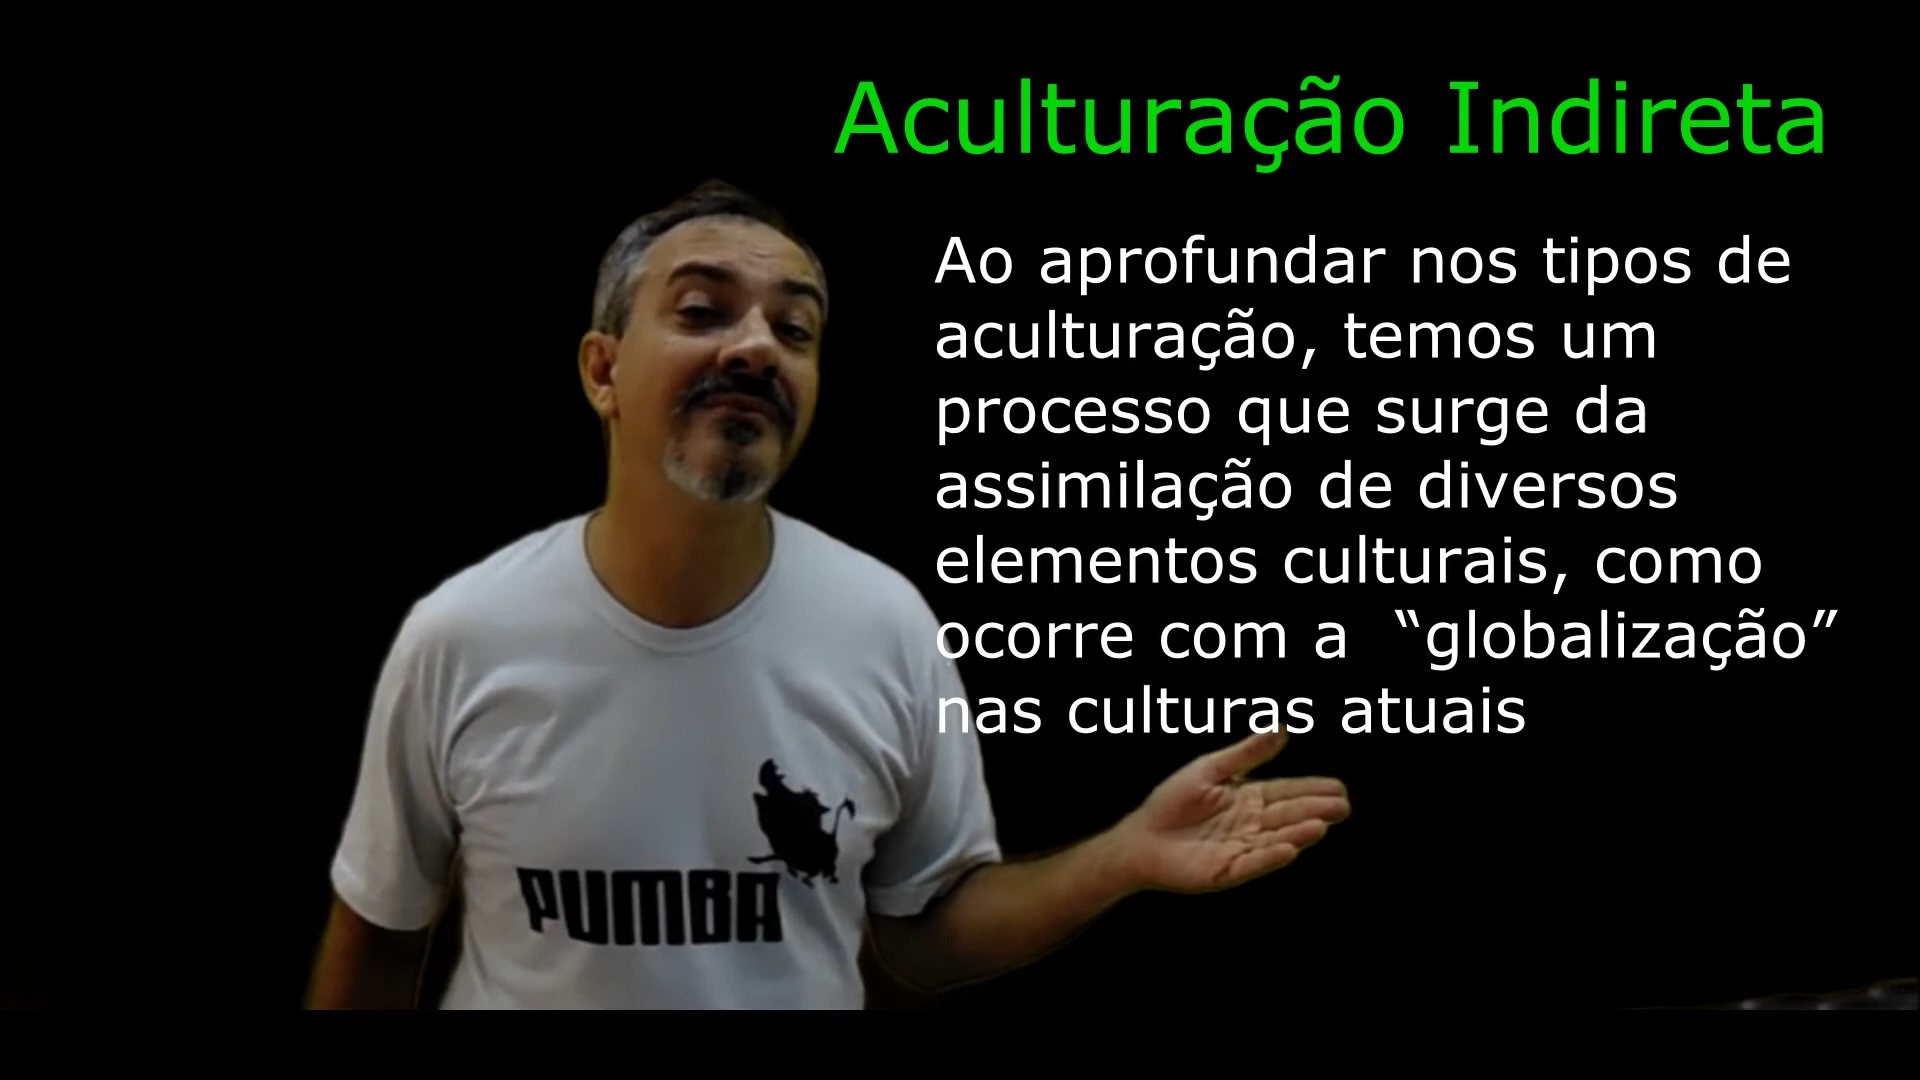 Aculturação Indireta
Ao aprofundar nos tipos de
aculturação, temos um
processo que surge da
assimilação de diversos
elementos culturais, como
ocorre com a  “globalização”
nas culturas atuais
PUMBA